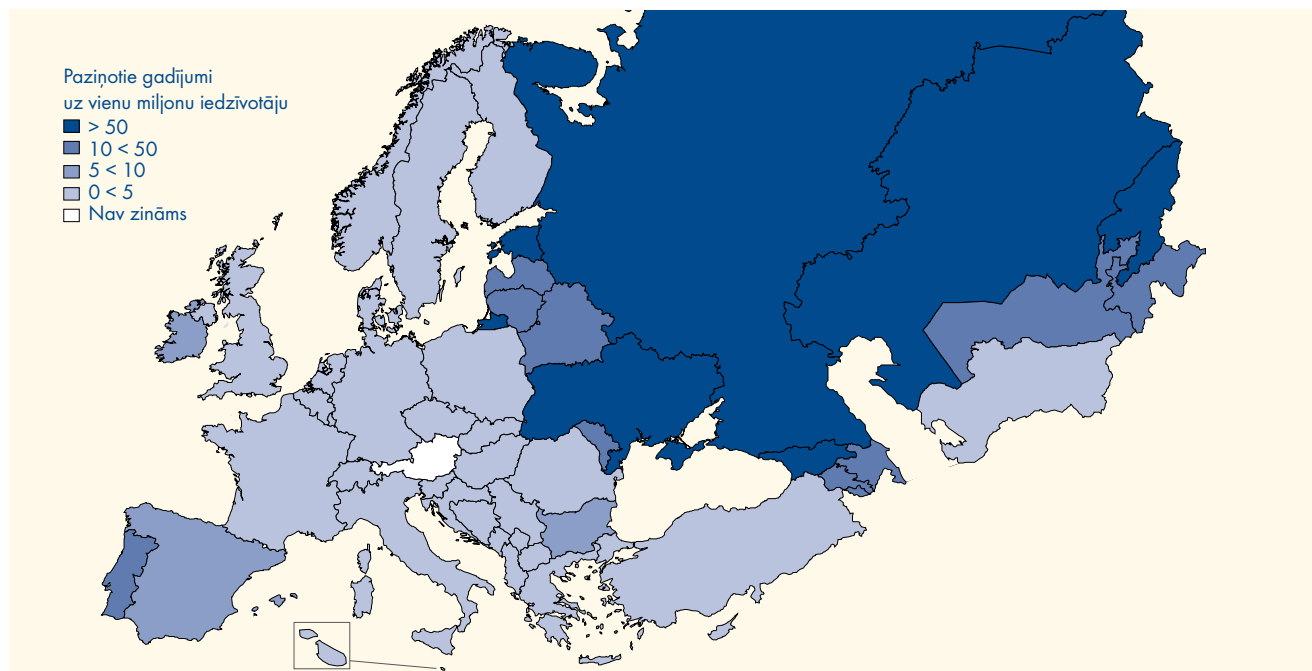 Paziņotie gadījumi
uz vienu miljonu iedzīvotāju
> 50
10 < 50
5 < 10
0 < 5
Nav zināms